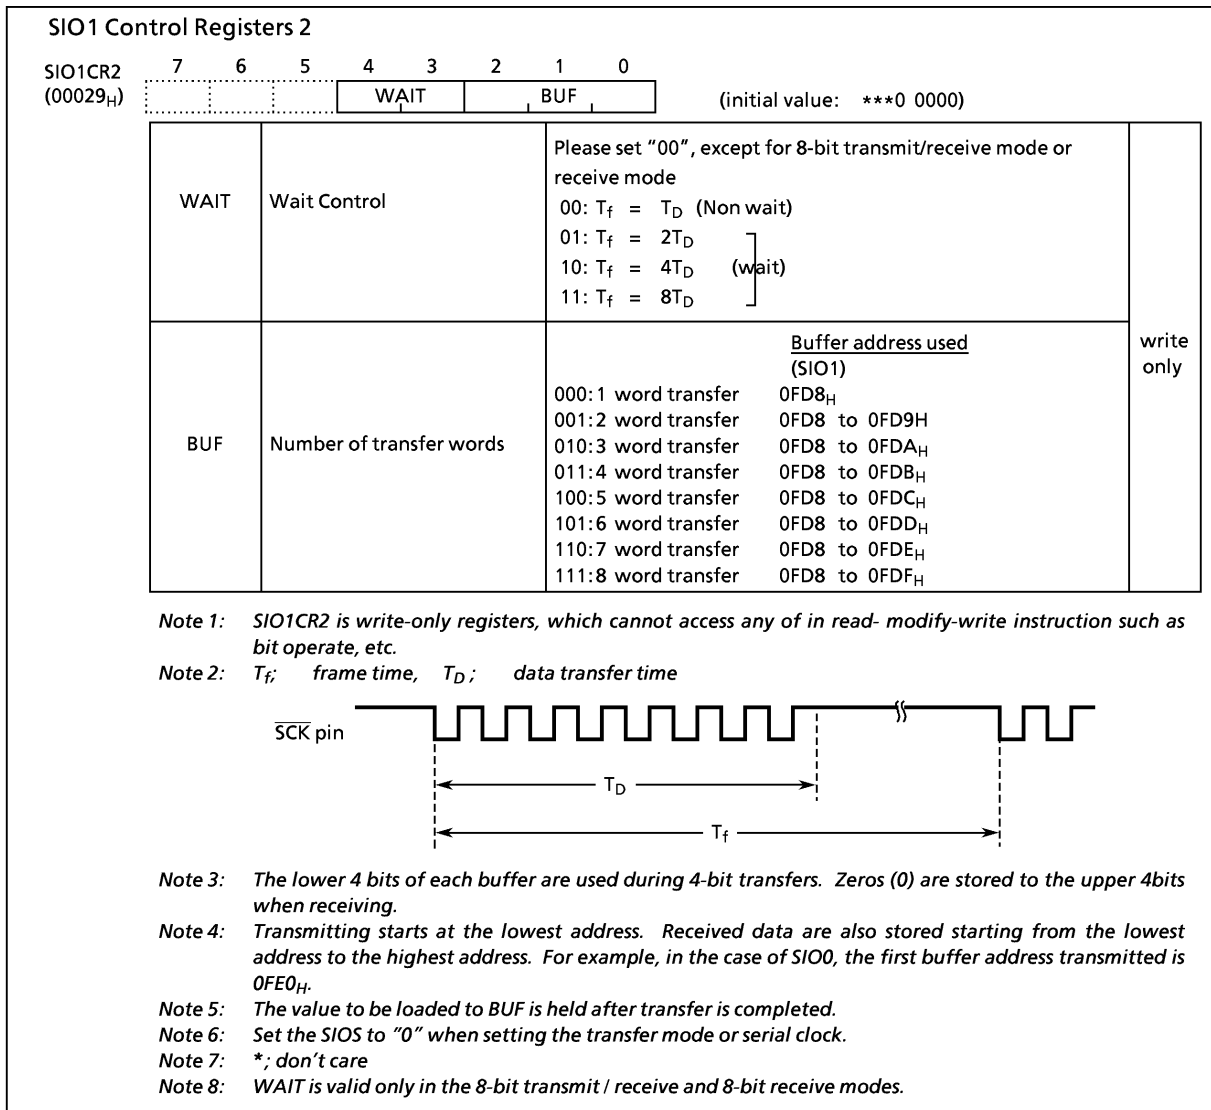 SIO1 Control Registers 2
SIO1CR2
(00029H)
7 6 5 4 3 2 1 0
WAIT BUF
(initial value: ***0 0000)
WAIT
Wait Control
Please set "00", except for 8-bit transmit/receive mode or
receive mode
00: Tf = TD (Non wait)
01: Tf = 2TD
10: Tf = 4TD (wait)
11: Tf = 8TD
write
only
BUF
Number of transfer words
Buffer address used
(SIO1)
000:1 word transfer 0FD8H
001:2 word transfer 0FD8 to 0FD9H
010:3 word transfer 0FD8 to 0FDAH
011:4 word transfer 0FD8 to 0FDBH
100:5 word transfer 0FD8 to 0FDCH
101:6 word transfer 0FD8 to 0FDDH
110:7 word transfer 0FD8 to 0FDEH
111:8 word transfer 0FD8 to 0FDFH
Note 1: SIO1CR2 is write-only registers, which cannot access any of in read- modify-write instruction such as
bit operate, etc.
Note 2: Tf; frame time, TD ; data transfer time
SCK pin
TD
Tf
Note 3: The lower 4 bits of each buffer are used during 4-bit transfers. Zeros (0) are stored to the upper 4bits
when receiving.
Note 4: Transmitting starts at the lowest address. Received data are also stored starting from the lowest
address to the highest address. For example, in the case of SIO0, the first buffer address transmitted is
0FE0H.
Note 5: The value to be loaded to BUF is held after transfer is completed.
Note 6: Set the SIOS to "0" when setting the transfer mode or serial clock.
Note 7: *; don't care
Note 8: WAIT is valid only in the 8-bit transmit / receive and 8-bit receive modes.